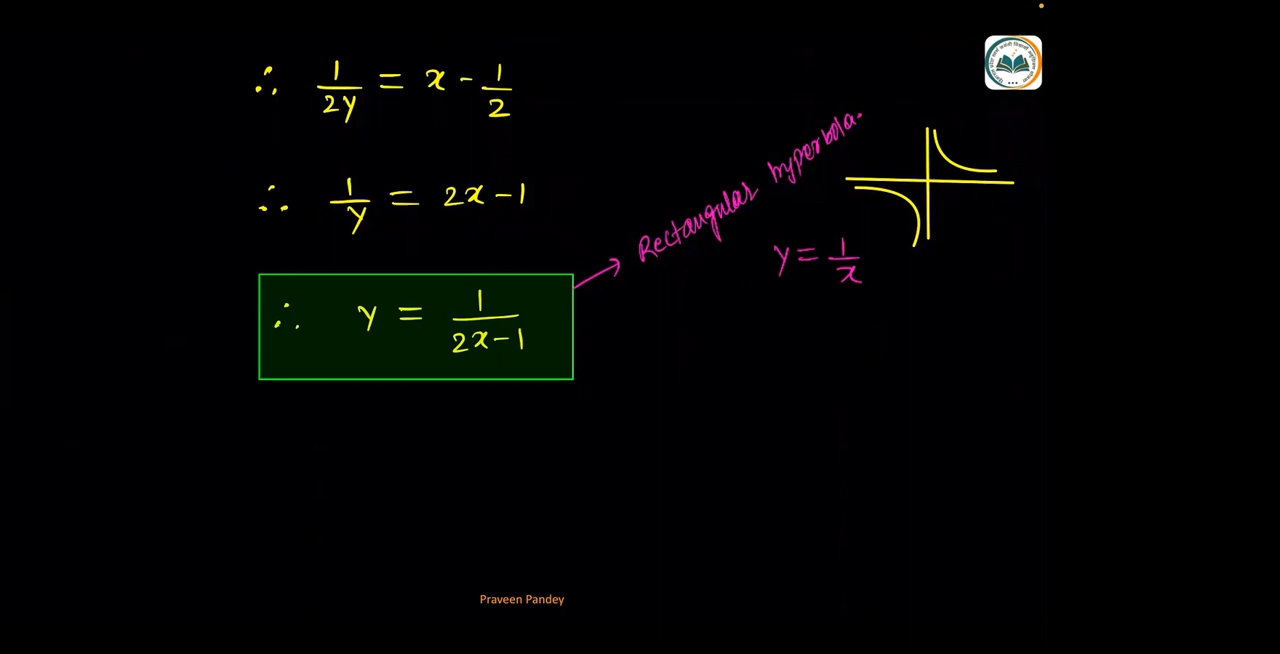 ∴ 1/2y = x - 1/2
∴ 1/y = 2x - 1
∴ y = 1/2x-1
Rectangular hyperbola.
y = 1/x
Praveen Pandey